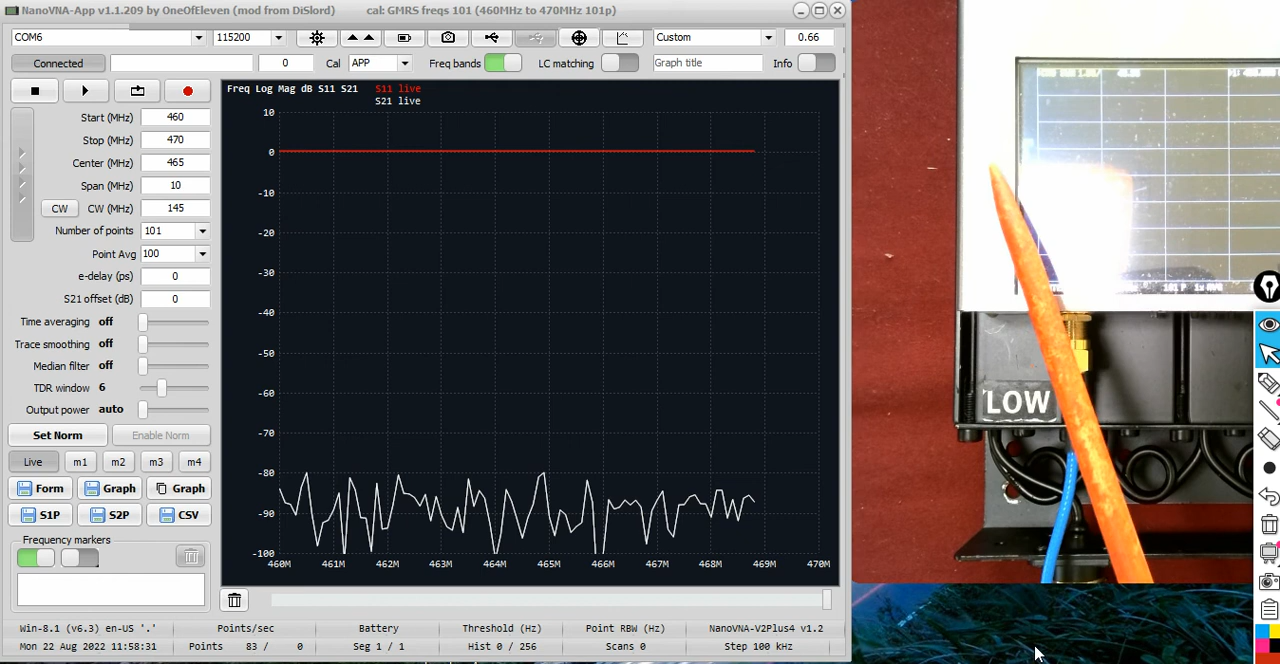 NanoVNA-App v1.1.209 by OneOfEleven (mod from DisLord) cal: GMRS freqs 101 (460MHz to 470MHz 101p)
COM6 115200 Custom 0.66
Connected 0 Cal APP Freq bands LC matching Graph title Info
Freq Log Mag dB S11 S21 S11 live
S21 live
Start (MHz) 460
Stop (MHz) 470
Center (MHz) 465
Span (MHz) 10
CW CW (MHz) 145
Number of points 101
Point Avg 100
e-delay (ps) 0
S21 offset (dB) 0
Time averaging off
Trace smoothing off
Median filter off
TDR window 6
Output power auto
Set Norm Enable Norm
Live m1 m2 m3 m4
Form Graph Graph
S1P S2P CSV
Frequency markers
10
0
-10
-20
-30
-40
-50
-60
-70
-80
-90
-100
460M 461M 462M 463M 464M 465M 466M 467M 468M 469M 470M
Win-8.1 (v6.3) en-US '.' Points/sec Battery Threshold (Hz) Point RBW (Hz) NanoVNA-V2Plus4 v1.2
Mon 22 Aug 2022 11:58:31 Points 83 / 0 Seg 1 / 1 Hist 0 / 256 Scans 0 Step 100 kHz
LOW